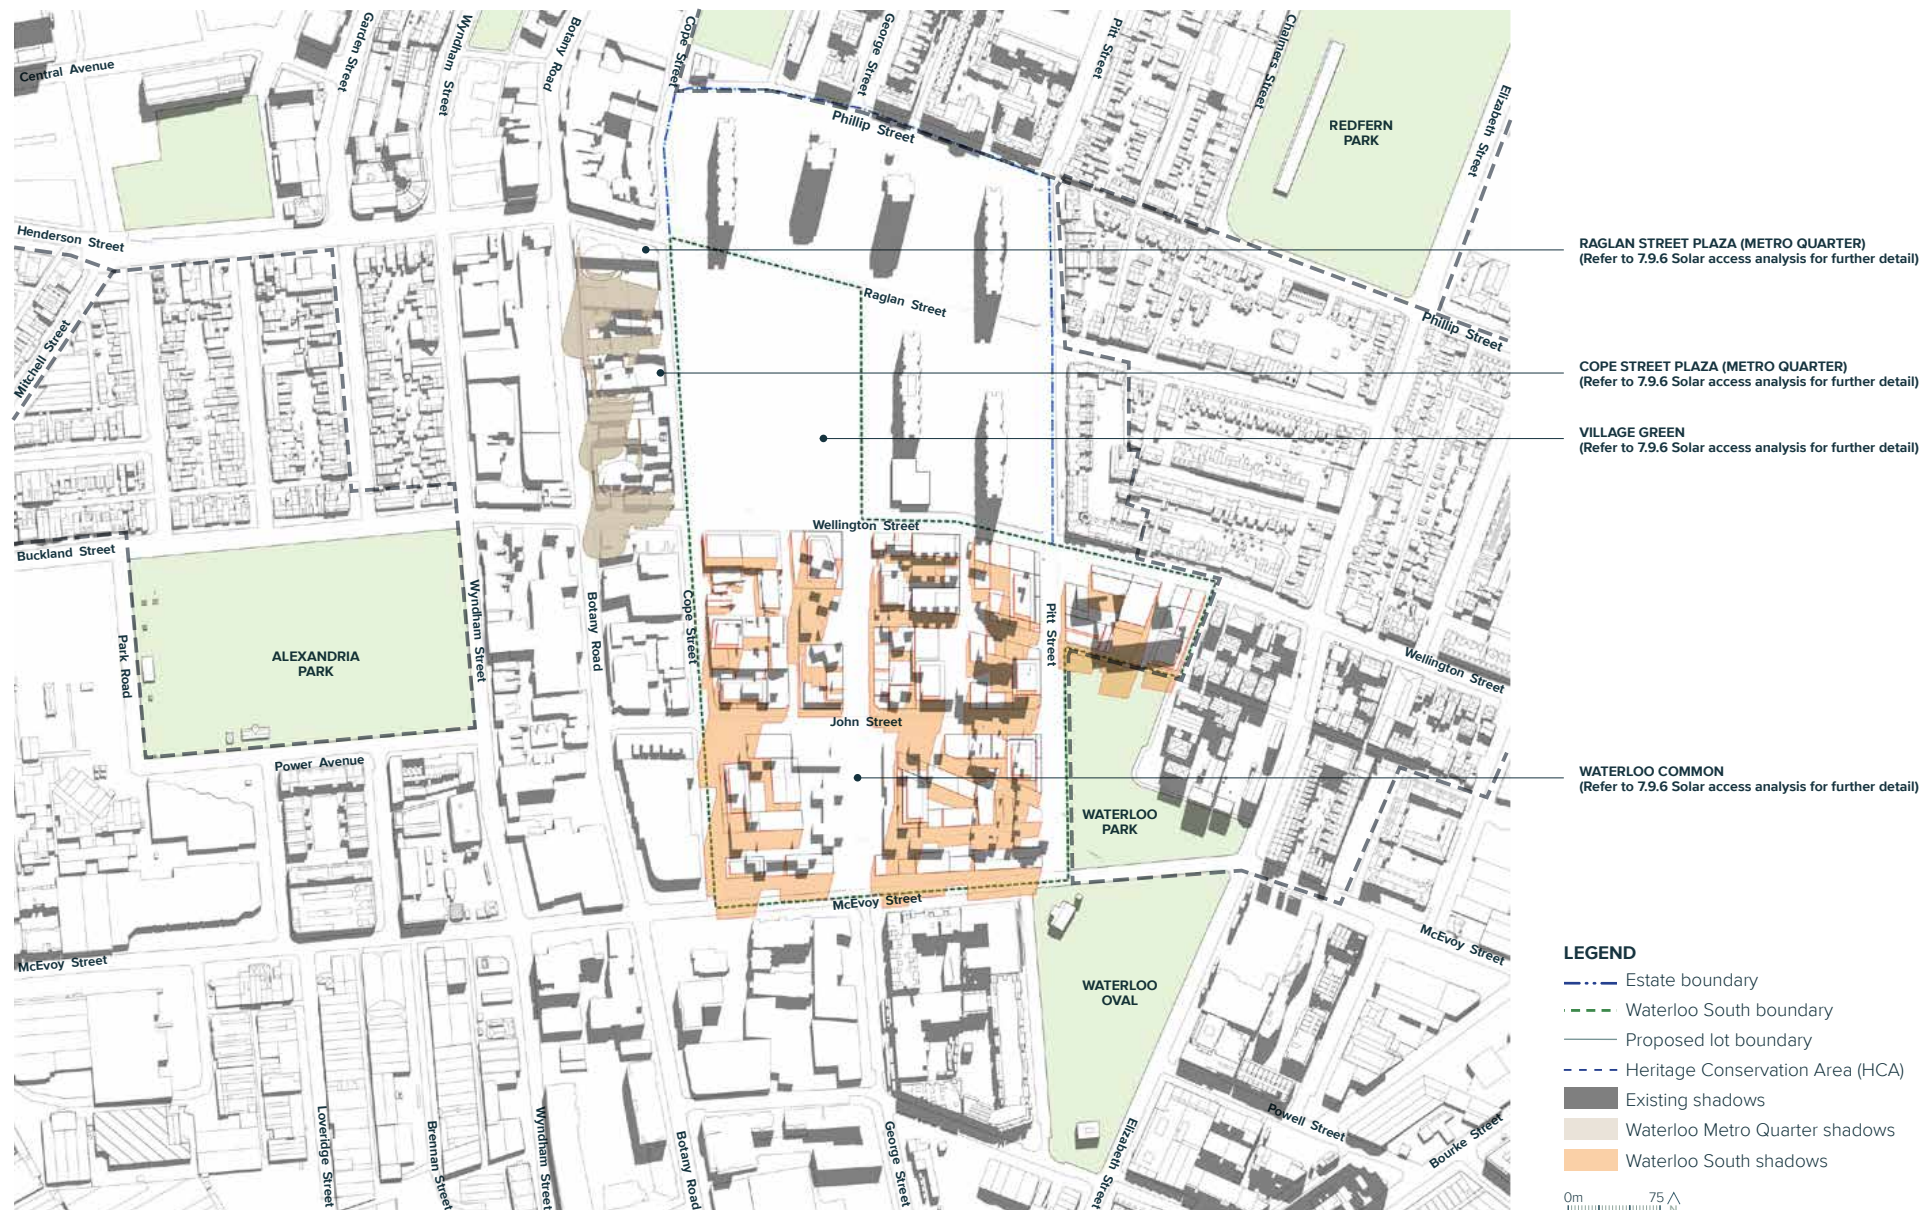 Central Avenue
Garden Street
Wyndham Street
Botany Road
Cope Street
George Street
Pitt Street
Chalmers Street
Elizabeth Street
Phillip Street
REDFERN
PARK
Henderson Street
Mitchell Street
Raglan Street
Phillip Street
RAGLAN STREET PLAZA (METRO QUARTER)
(Refer to 7.9.6 Solar access analysis for further detail)
COPE STREET PLAZA (METRO QUARTER)
(Refer to 7.9.6 Solar access analysis for further detail)
VILLAGE GREEN
(Refer to 7.9.6 Solar access analysis for further detail)
Wellington Street
Buckland Street
Park Road
ALEXANDRIA
PARK
Wyndham Street
Botany Road
Cope Street
Pitt Street
Wellington Street
John Street
Power Avenue
WATERLOO COMMON
(Refer to 7.9.6 Solar access analysis for further detail)
WATERLOO
PARK
McEvoy Street
McEvoy Street
McEvoy Street
WATERLOO
OVAL
Loveridge Street
Brennan Street
Wyndham Street
Botany Road
George Street
Elizabeth Street
Powell Street
Bourke Street
LEGEND
Estate boundary
Waterloo South boundary
Proposed lot boundary
Heritage Conservation Area (HCA)
Existing shadows
Waterloo Metro Quarter shadows
Waterloo South shadows
0m 75
N